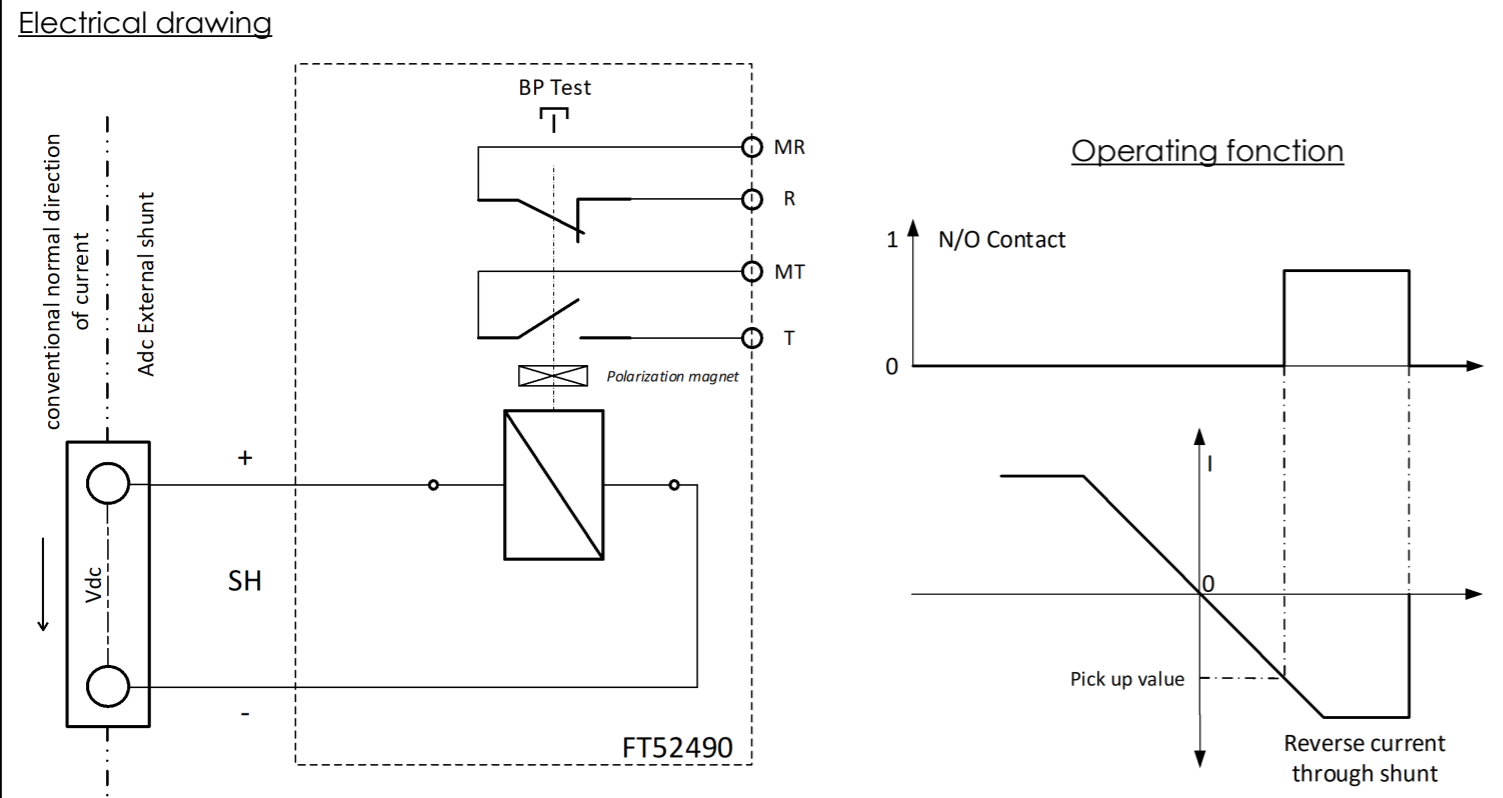 Electrical drawing
BP Test
MR
R
MT
T
Polarization magnet
conventional normal direction
of current
Adc External shunt
+
Vdc
SH
-
FT52490
Operating fonction
1
N/O Contact
0
I
0
Pick up value
Reverse current
through shunt